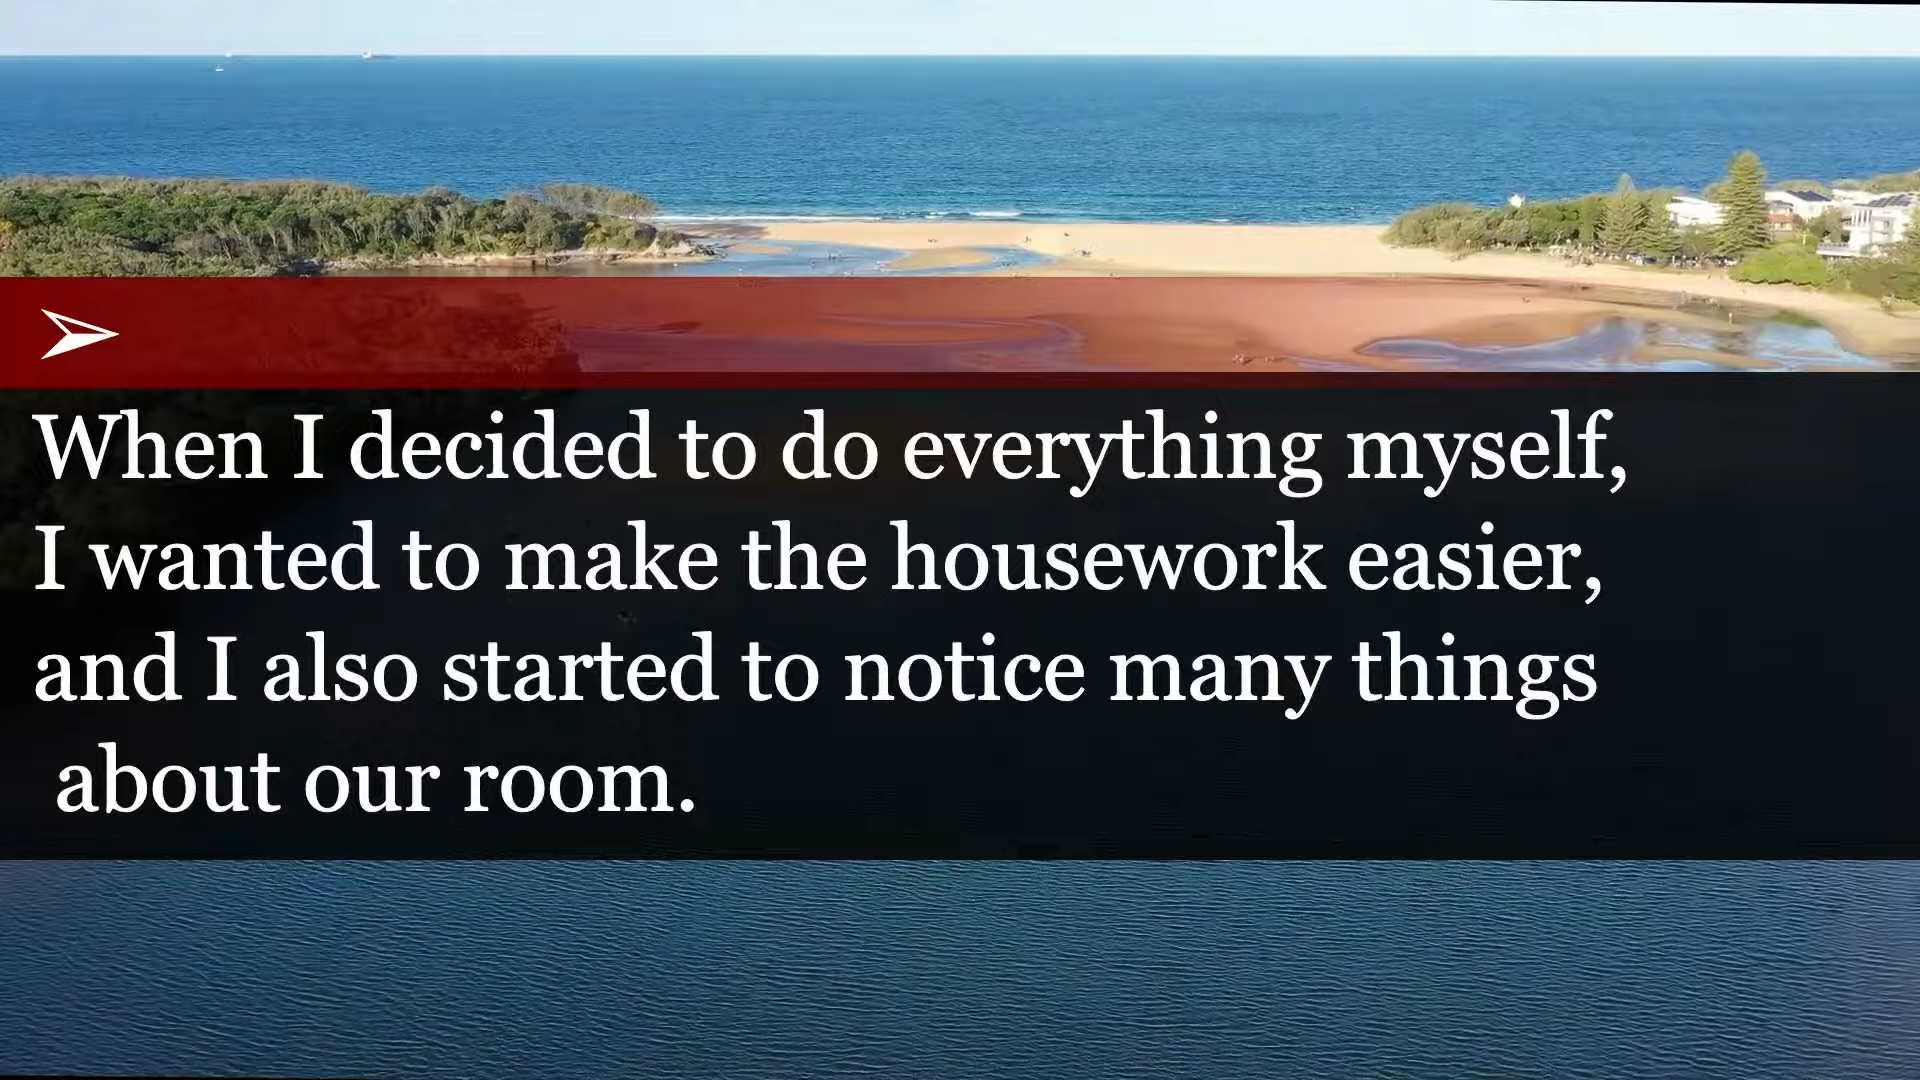 When I decided to do everything myself,
I wanted to make the housework easier,
and I also started to notice many things
about our room.